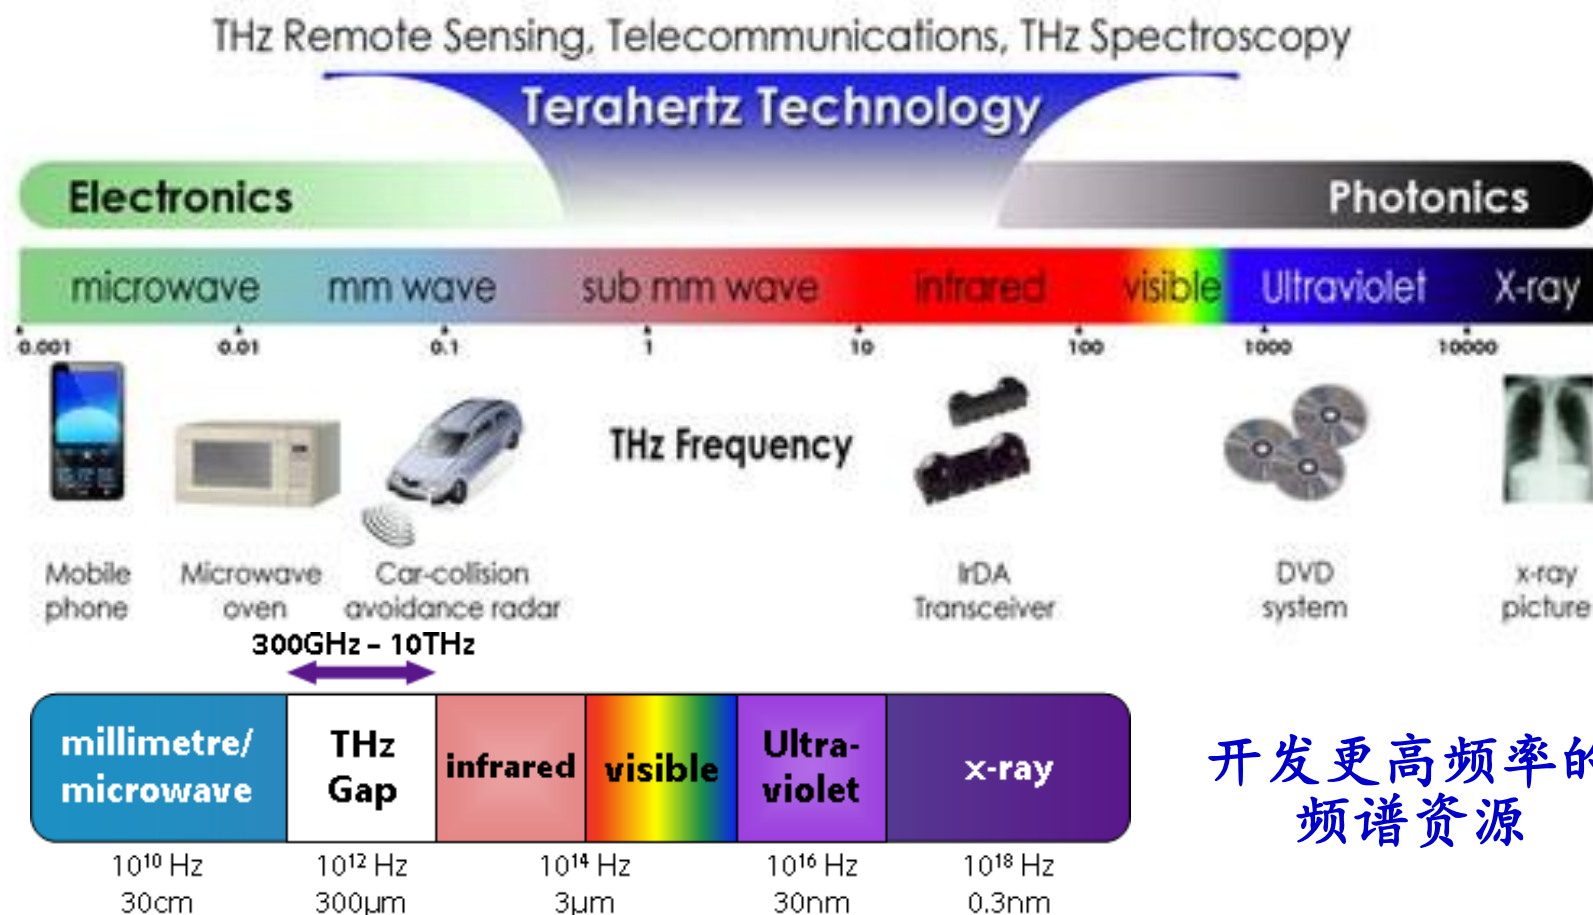 THz Remote Sensing, Telecommunications, THz Spectroscopy
Terahertz Technology
Electronics
Photonics
microwave mm wave sub mm wave infrared visible Ultraviolet X-ray
0.001 0.01 0.1 1 10 100 1000 10000
THz Frequency
Mobile phone
Microwave oven
Car-collision avoidance radar
IrDA Transceiver
DVD system
x-ray picture
300GHz – 10THz
millimetre/
microwave
THz
Gap
infrared
visible
Ultra-
violet
x-ray
10¹⁰ Hz 10¹² Hz 10¹⁴ Hz 10¹⁶ Hz 10¹⁸ Hz
30cm 300µm 3µm 30nm 0.3nm
开发更高频率的
频谱资源